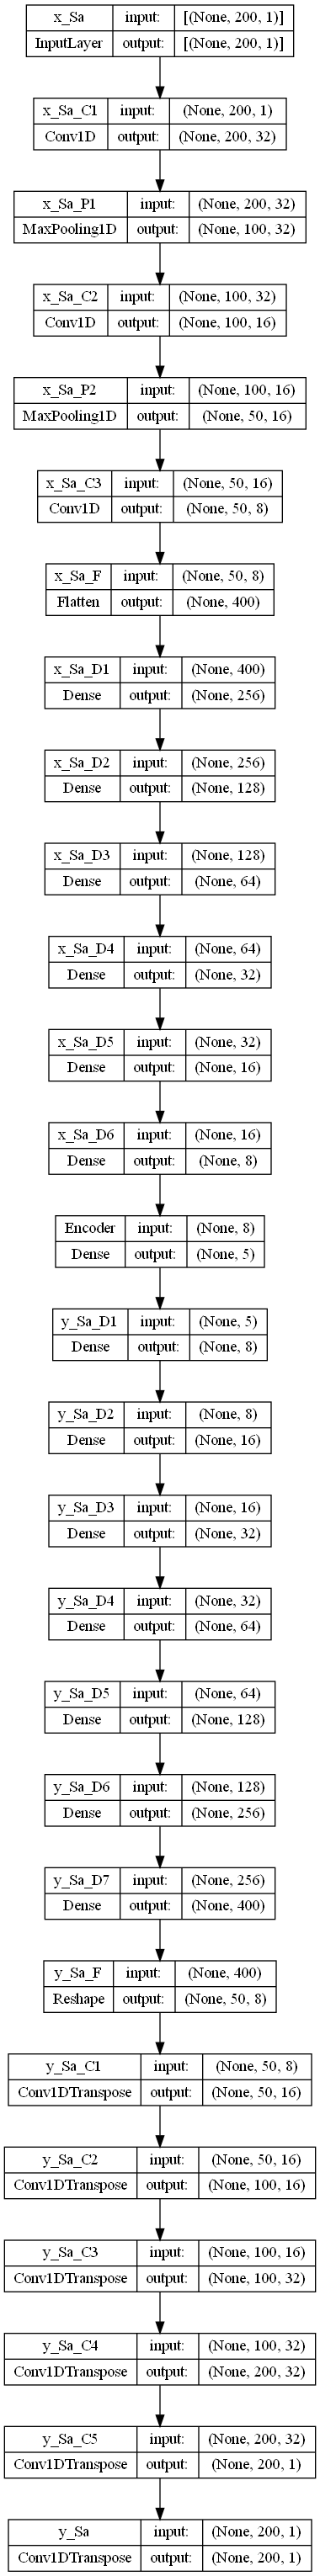 x_Sa input: [(None, 200, 1)]
InputLayer output: [(None, 200, 1)]
x_Sa_C1 input: (None, 200, 1)
Conv1D output: (None, 200, 32)
x_Sa_P1 input: (None, 200, 32)
MaxPooling1D output: (None, 100, 32)
x_Sa_C2 input: (None, 100, 32)
Conv1D output: (None, 100, 16)
x_Sa_P2 input: (None, 100, 16)
MaxPooling1D output: (None, 50, 16)
x_Sa_C3 input: (None, 50, 16)
Conv1D output: (None, 50, 8)
x_Sa_F input: (None, 50, 8)
Flatten output: (None, 400)
x_Sa_D1 input: (None, 400)
Dense output: (None, 256)
x_Sa_D2 input: (None, 256)
Dense output: (None, 128)
x_Sa_D3 input: (None, 128)
Dense output: (None, 64)
x_Sa_D4 input: (None, 64)
Dense output: (None, 32)
x_Sa_D5 input: (None, 32)
Dense output: (None, 16)
x_Sa_D6 input: (None, 16)
Dense output: (None, 8)
Encoder input: (None, 8)
Dense output: (None, 5)
y_Sa_D1 input: (None, 5)
Dense output: (None, 8)
y_Sa_D2 input: (None, 8)
Dense output: (None, 16)
y_Sa_D3 input: (None, 16)
Dense output: (None, 32)
y_Sa_D4 input: (None, 32)
Dense output: (None, 64)
y_Sa_D5 input: (None, 64)
Dense output: (None, 128)
y_Sa_D6 input: (None, 128)
Dense output: (None, 256)
y_Sa_D7 input: (None, 256)
Dense output: (None, 400)
y_Sa_F input: (None, 400)
Reshape output: (None, 50, 8)
y_Sa_C1 input: (None, 50, 8)
Conv1DTranspose output: (None, 50, 16)
y_Sa_C2 input: (None, 50, 16)
Conv1DTranspose output: (None, 100, 16)
y_Sa_C3 input: (None, 100, 16)
Conv1DTranspose output: (None, 100, 32)
y_Sa_C4 input: (None, 100, 32)
Conv1DTranspose output: (None, 200, 32)
y_Sa_C5 input: (None, 200, 32)
Conv1DTranspose output: (None, 200, 1)
y_Sa input: (None, 200, 1)
Conv1DTranspose output: (None, 200, 1)